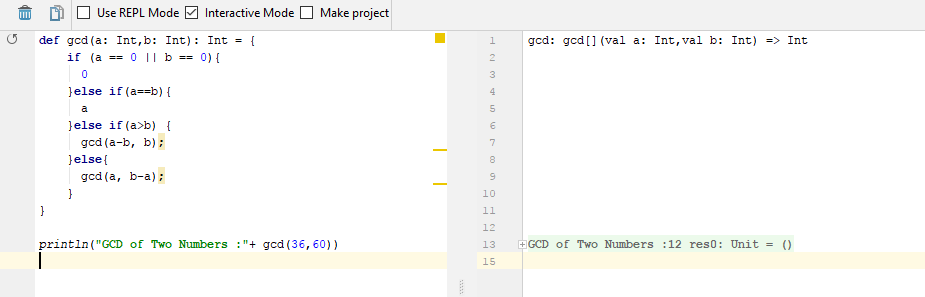 Use REPL Mode Interactive Mode Make project
def gcd(a: Int,b: Int): Int = {
if (a == 0 || b == 0){
0
}else if(a==b){
a
}else if(a>b) {
gcd(a-b, b);
}else{
gcd(a, b-a);
}
}
println("GCD of Two Numbers :"+ gcd(36,60))
1 gcd: gcd[](val a: Int,val b: Int) => Int
2
3
4
5
6
7
8
9
10
11
12
13 GCD of Two Numbers :12 res0: Unit = ()
15